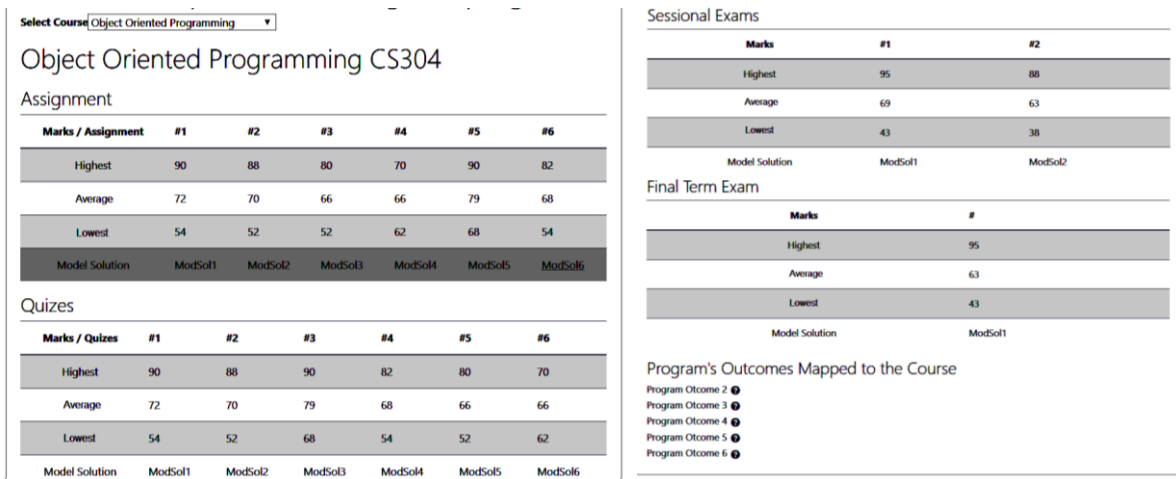 Select Course Object Oriented Programming
Object Oriented Programming CS304
Assignment
Marks / Assignment #1 #2 #3 #4 #5 #6
Highest 90 88 80 70 90 82
Average 72 70 66 66 79 68
Lowest 54 52 52 62 68 54
Model Solution ModSol1 ModSol2 ModSol3 ModSol4 ModSol5 ModSol6
Quizes
Marks / Quizes #1 #2 #3 #4 #5 #6
Highest 90 88 90 82 80 70
Average 72 70 79 68 66 66
Lowest 54 52 68 54 52 62
Model Solution ModSol1 ModSol2 ModSol3 ModSol4 ModSol5 ModSol6
Sessional Exams
Marks #1 #2
Highest 95 88
Average 69 63
Lowest 43 38
Model Solution ModSol1 ModSol2
Final Term Exam
Marks #
Highest 95
Average 63
Lowest 43
Model Solution ModSol1
Program's Outcomes Mapped to the Course
Program Otcome 2 ?
Program Otcome 3 ?
Program Otcome 4 ?
Program Otcome 5 ?
Program Otcome 6 ?